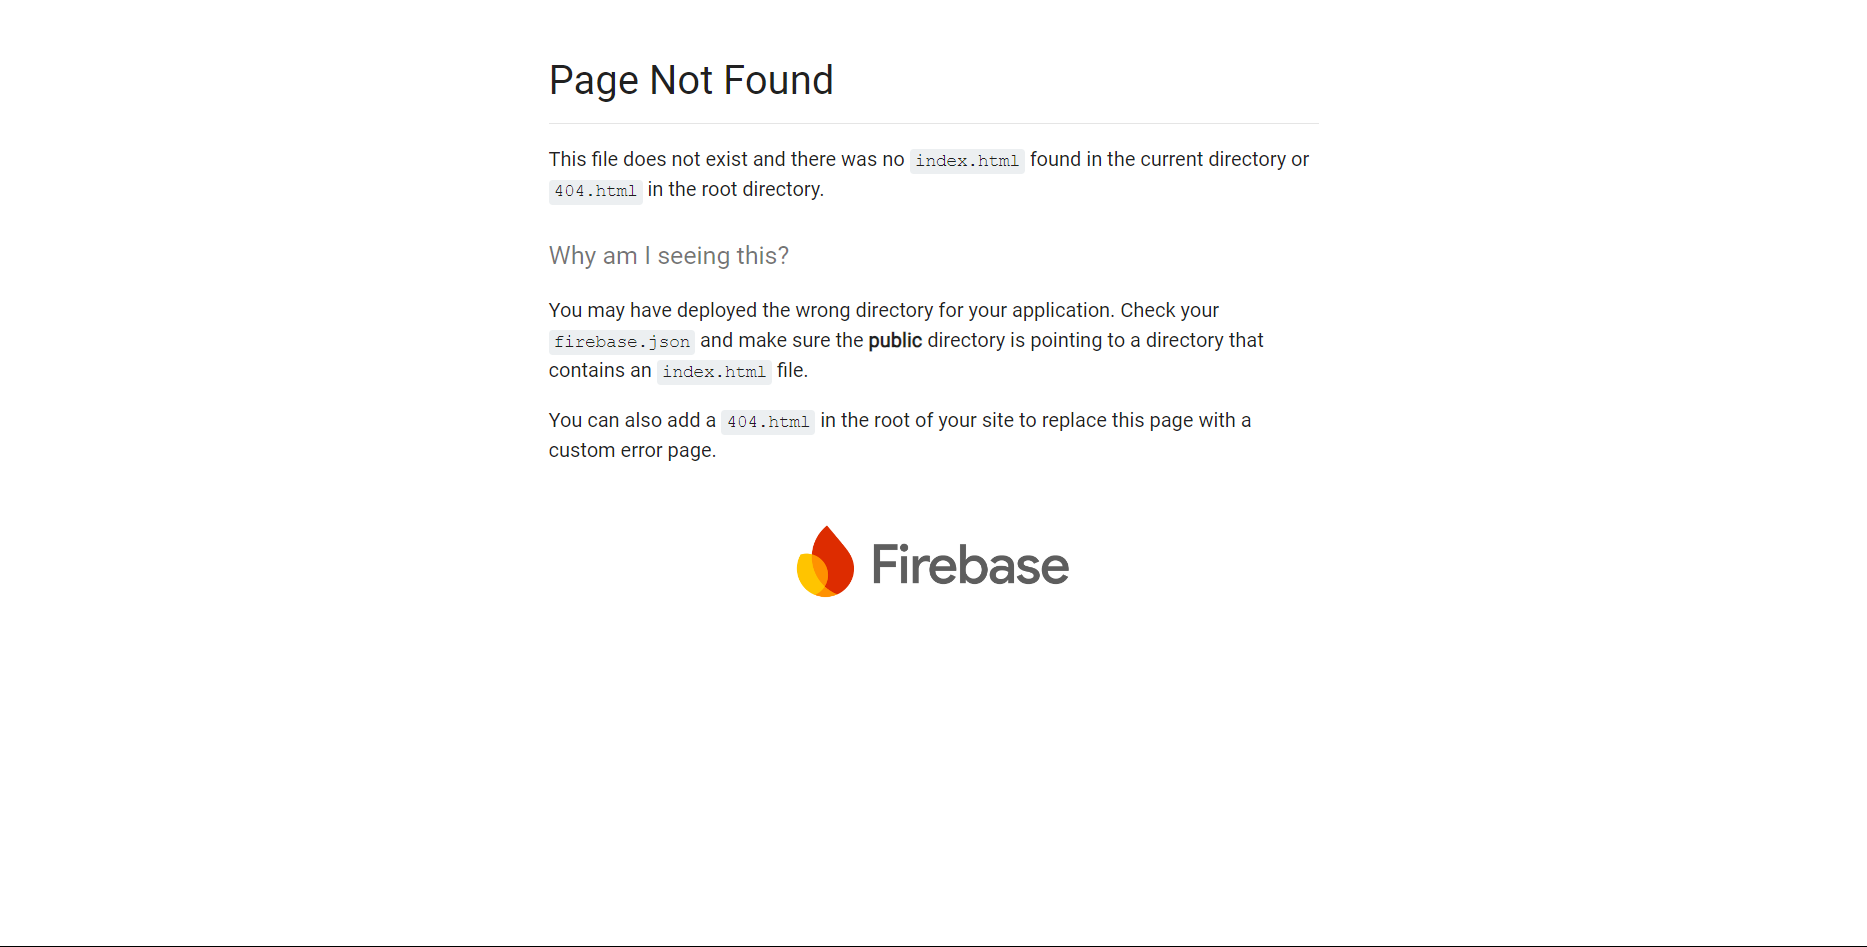 Page Not Found
This file does not exist and there was no index.html found in the current directory or
404.html in the root directory.
Why am I seeing this?
You may have deployed the wrong directory for your application. Check your
firebase.json and make sure the public directory is pointing to a directory that
contains an index.html file.
You can also add a 404.html in the root of your site to replace this page with a
custom error page.
Firebase